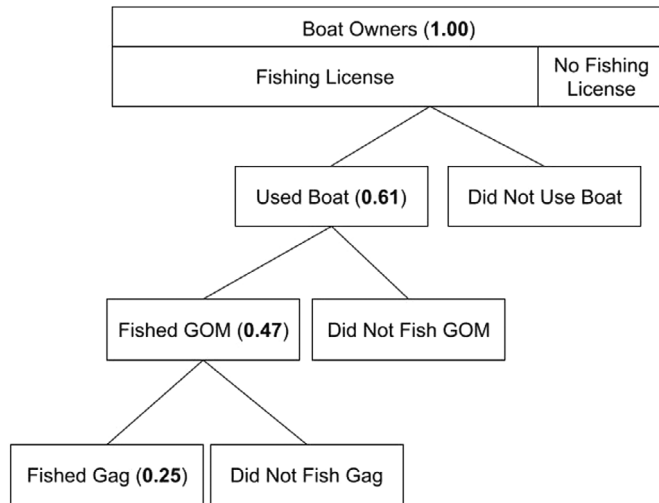 Boat Owners (1.00)
Fishing License
No Fishing
License
Used Boat (0.61)
Did Not Use Boat
Fished GOM (0.47)
Did Not Fish GOM
Fished Gag (0.25)
Did Not Fish Gag